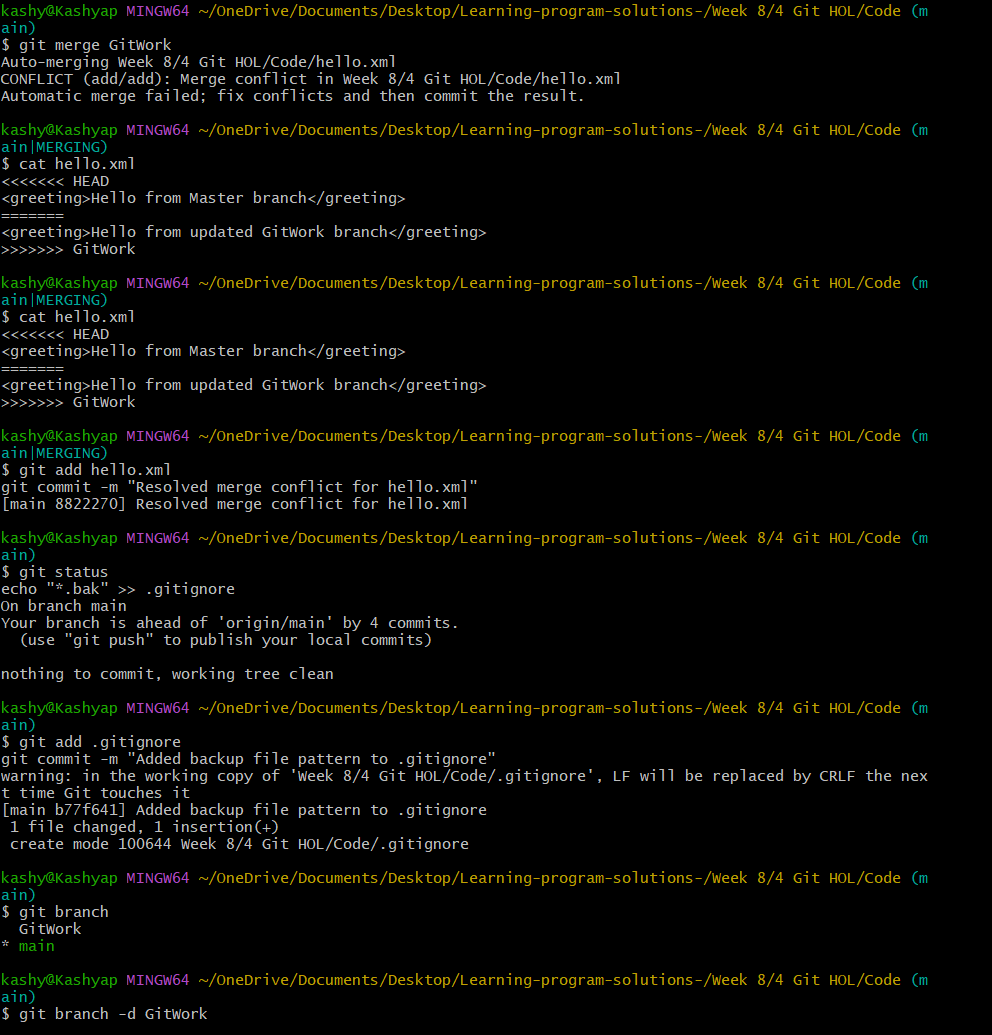 kashy@Kashyap MINGW64 ~/OneDrive/Documents/Desktop/Learning-program-solutions-/Week 8/4 Git HOL/Code (m
ain)
$ git merge GitWork
Auto-merging Week 8/4 Git HOL/Code/hello.xml
CONFLICT (add/add): Merge conflict in Week 8/4 Git HOL/Code/hello.xml
Automatic merge failed; fix conflicts and then commit the result.
kashy@Kashyap MINGW64 ~/OneDrive/Documents/Desktop/Learning-program-solutions-/Week 8/4 Git HOL/Code (m
ain|MERGING)
$ cat hello.xml
<<<<<<< HEAD
<greeting>Hello from Master branch</greeting>
=======
<greeting>Hello from updated GitWork branch</greeting>
>>>>>>> GitWork
kashy@Kashyap MINGW64 ~/OneDrive/Documents/Desktop/Learning-program-solutions-/Week 8/4 Git HOL/Code (m
ain|MERGING)
$ cat hello.xml
<<<<<<< HEAD
<greeting>Hello from Master branch</greeting>
=======
<greeting>Hello from updated GitWork branch</greeting>
>>>>>>> GitWork
kashy@Kashyap MINGW64 ~/OneDrive/Documents/Desktop/Learning-program-solutions-/Week 8/4 Git HOL/Code (m
ain|MERGING)
$ git add hello.xml
git commit -m "Resolved merge conflict for hello.xml"
[main 8822270] Resolved merge conflict for hello.xml
kashy@Kashyap MINGW64 ~/OneDrive/Documents/Desktop/Learning-program-solutions-/Week 8/4 Git HOL/Code (m
ain)
$ git status
echo "*.bak" >> .gitignore
On branch main
Your branch is ahead of 'origin/main' by 4 commits.
  (use "git push" to publish your local commits)
nothing to commit, working tree clean
kashy@Kashyap MINGW64 ~/OneDrive/Documents/Desktop/Learning-program-solutions-/Week 8/4 Git HOL/Code (m
ain)
$ git add .gitignore
git commit -m "Added backup file pattern to .gitignore"
warning: in the working copy of 'Week 8/4 Git HOL/Code/.gitignore', LF will be replaced by CRLF the nex
t time Git touches it
[main b77f641] Added backup file pattern to .gitignore
 1 file changed, 1 insertion(+)
 create mode 100644 Week 8/4 Git HOL/Code/.gitignore
kashy@Kashyap MINGW64 ~/OneDrive/Documents/Desktop/Learning-program-solutions-/Week 8/4 Git HOL/Code (m
ain)
$ git branch
  GitWork
* main
kashy@Kashyap MINGW64 ~/OneDrive/Documents/Desktop/Learning-program-solutions-/Week 8/4 Git HOL/Code (m
ain)
$ git branch -d GitWork